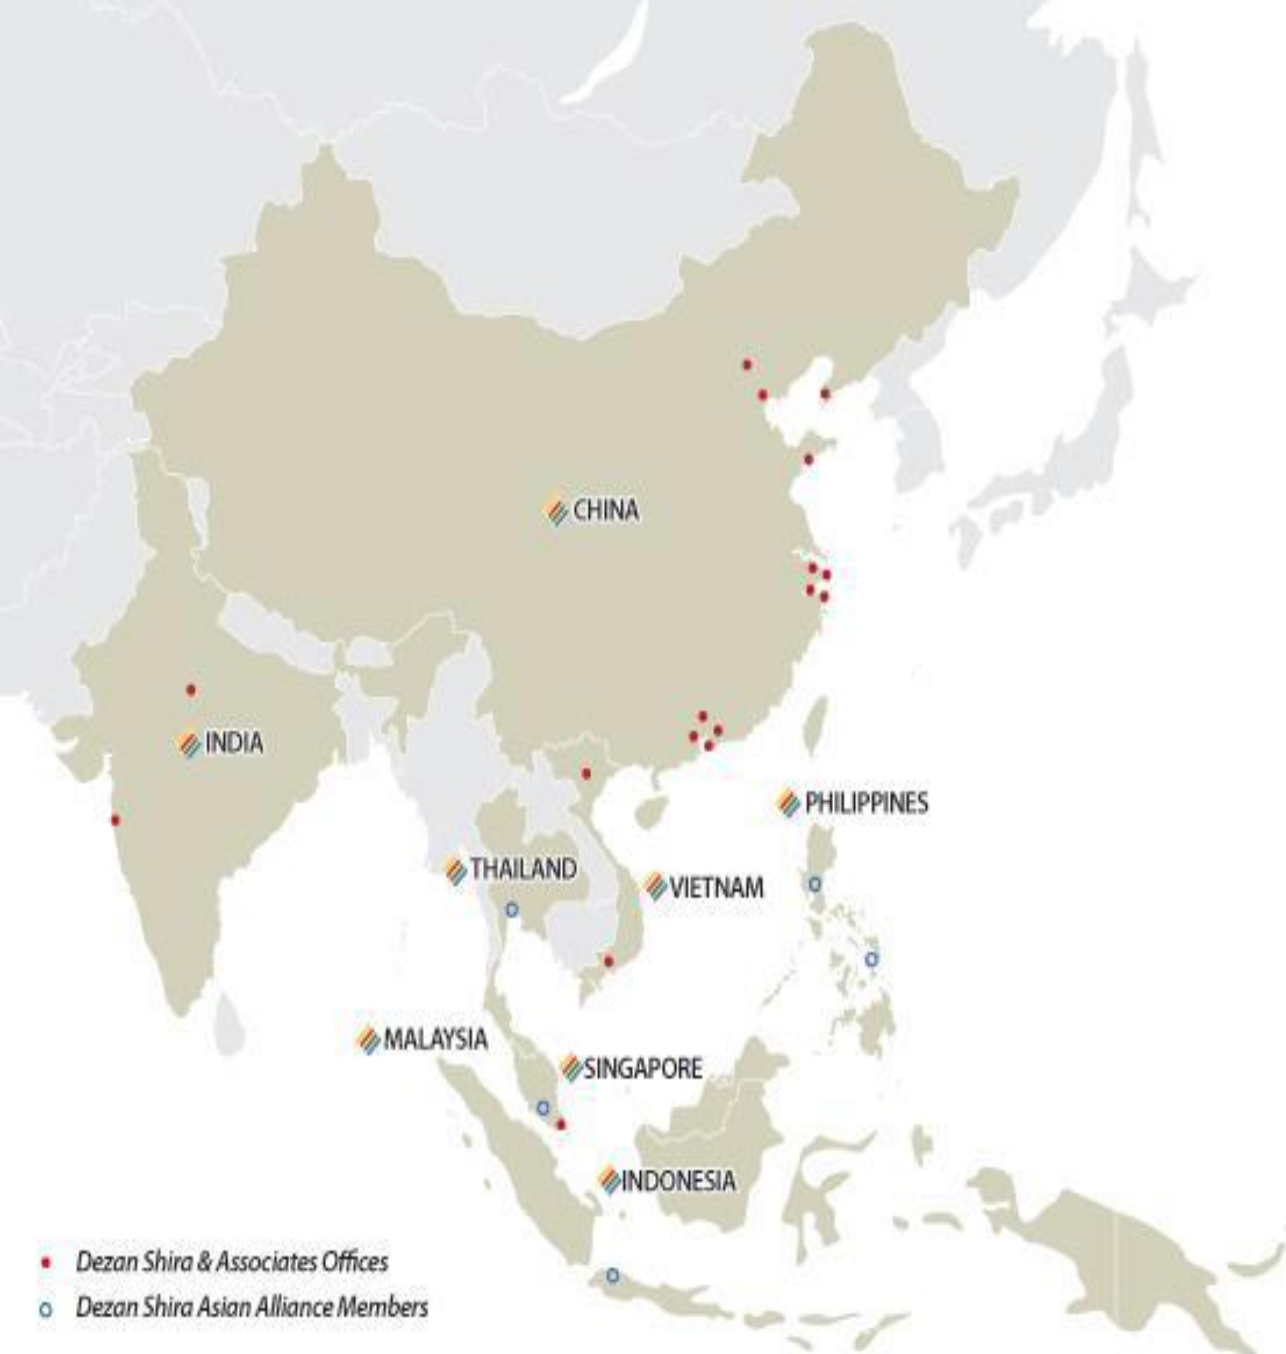 CHINA
INDIA
PHILIPPINES
THAILAND
VIETNAM
MALAYSIA
SINGAPORE
INDONESIA
Dezan Shira & Associates Offices
Dezan Shira Asian Alliance Members